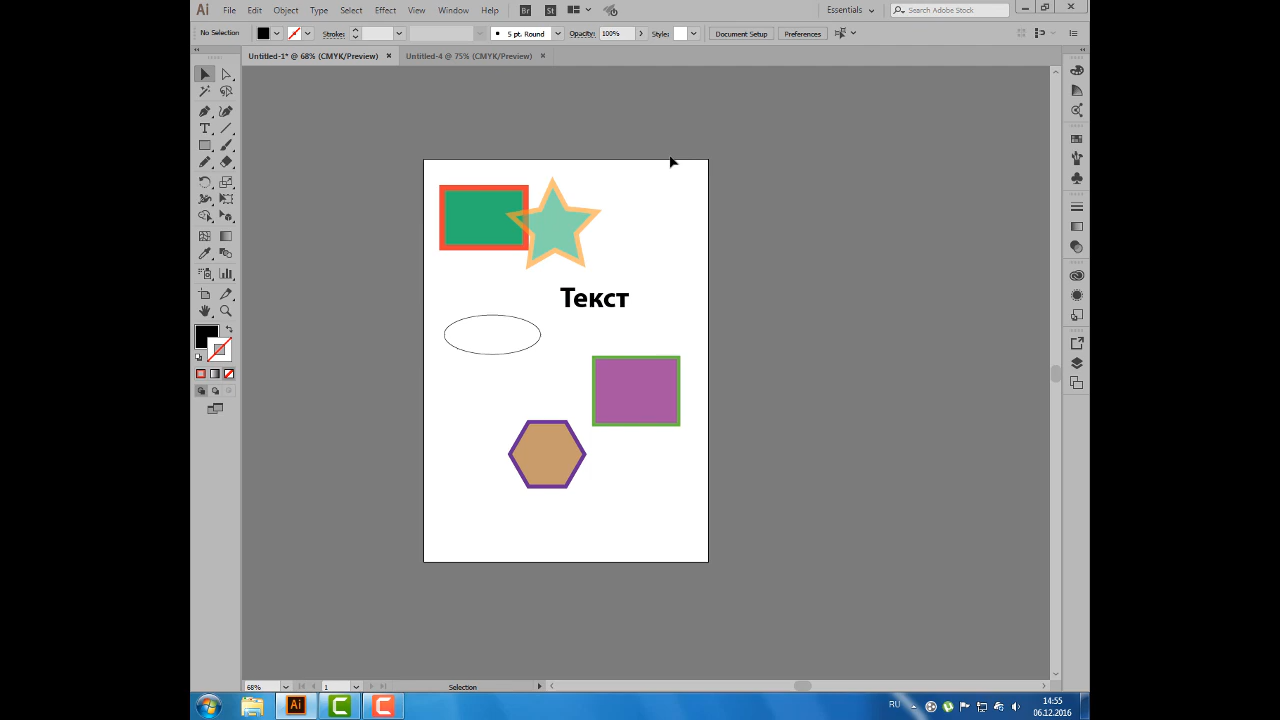 Ai File Edit Object Type Select Effect View Window Help Br St Essentials Search Adobe Stock
No Selection Stroke: 5 pt. Round Opacity: 100% Style: Document Setup Preferences
Untitled-1* @ 68% (CMYK/Preview) Untitled-4 @ 75% (CMYK/Preview)
Текст
68% 1 Selection
Ai RU 14:55
06.12.2016